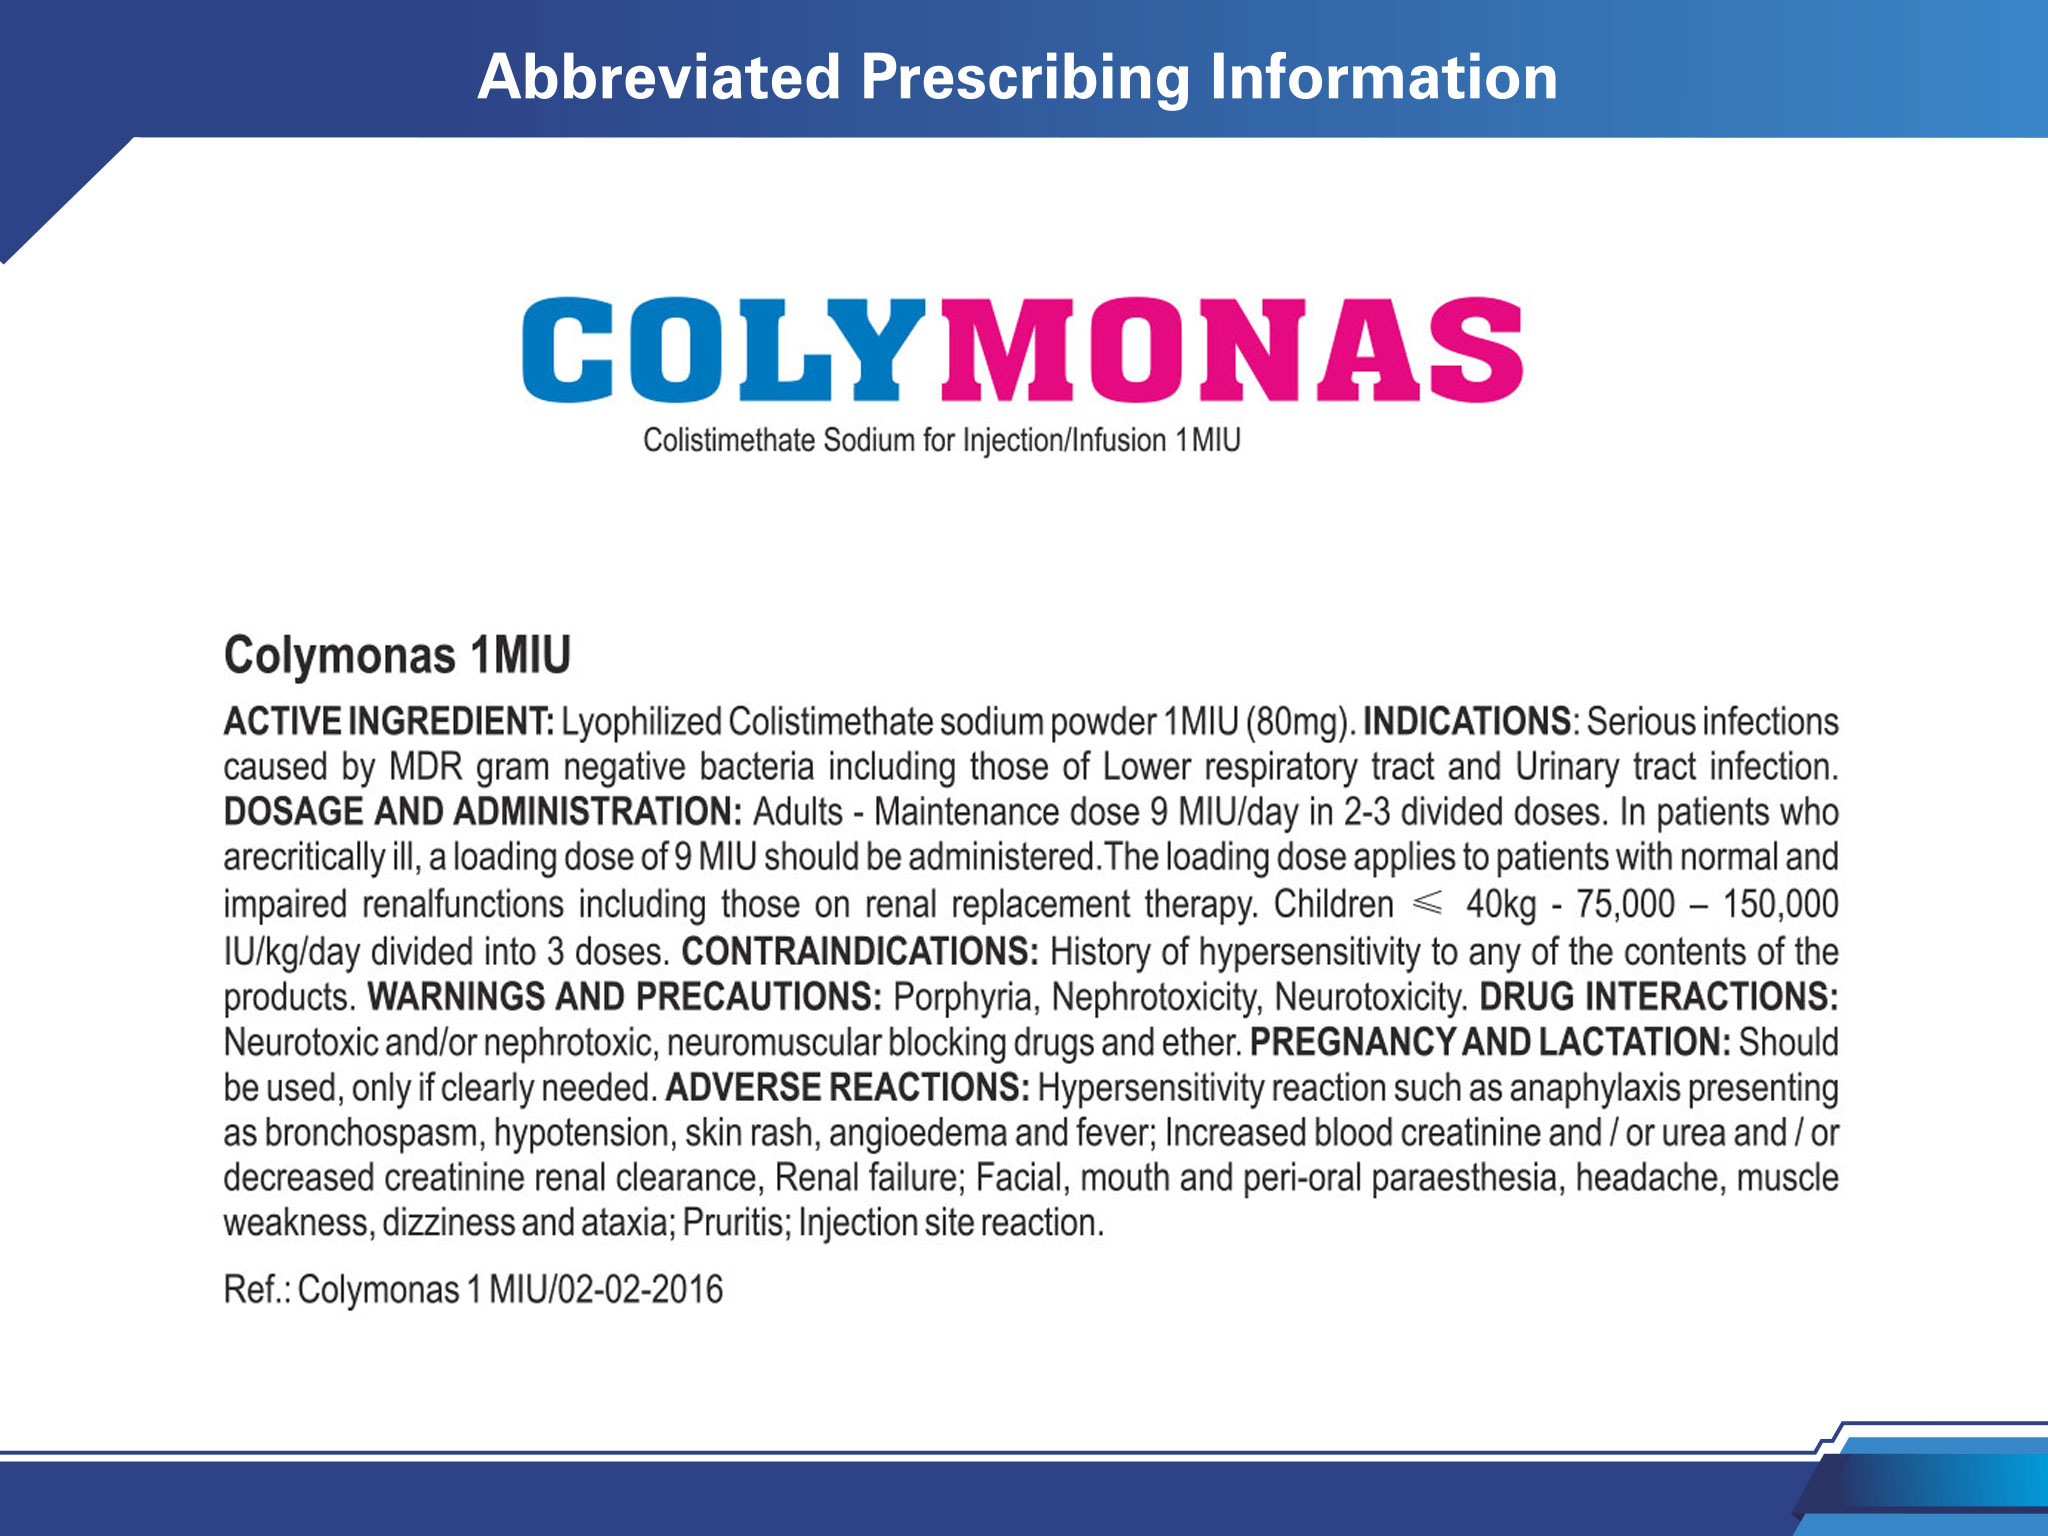 Abbreviated Prescribing Information
COLYMONAS
Colistimethate Sodium for Injection/Infusion 1MIU
Colymonas 1MIU
ACTIVE INGREDIENT: Lyophilized Colistimethate sodium powder 1MIU (80mg). INDICATIONS: Serious infections
caused by MDR gram negative bacteria including those of Lower respiratory tract and Urinary tract infection.
DOSAGE AND ADMINISTRATION: Adults - Maintenance dose 9 MIU/day in 2-3 divided doses. In patients who
arecritically ill, a loading dose of 9 MIU should be administered.The loading dose applies to patients with normal and
impaired renalfunctions including those on renal replacement therapy. Children ⩽ 40kg - 75,000 – 150,000
IU/kg/day divided into 3 doses. CONTRAINDICATIONS: History of hypersensitivity to any of the contents of the
products. WARNINGS AND PRECAUTIONS: Porphyria, Nephrotoxicity, Neurotoxicity. DRUG INTERACTIONS:
Neurotoxic and/or nephrotoxic, neuromuscular blocking drugs and ether. PREGNANCY AND LACTATION: Should
be used, only if clearly needed. ADVERSE REACTIONS: Hypersensitivity reaction such as anaphylaxis presenting
as bronchospasm, hypotension, skin rash, angioedema and fever; Increased blood creatinine and / or urea and / or
decreased creatinine renal clearance, Renal failure; Facial, mouth and peri-oral paraesthesia, headache, muscle
weakness, dizziness and ataxia; Pruritis; Injection site reaction.
Ref.: Colymonas 1 MIU/02-02-2016